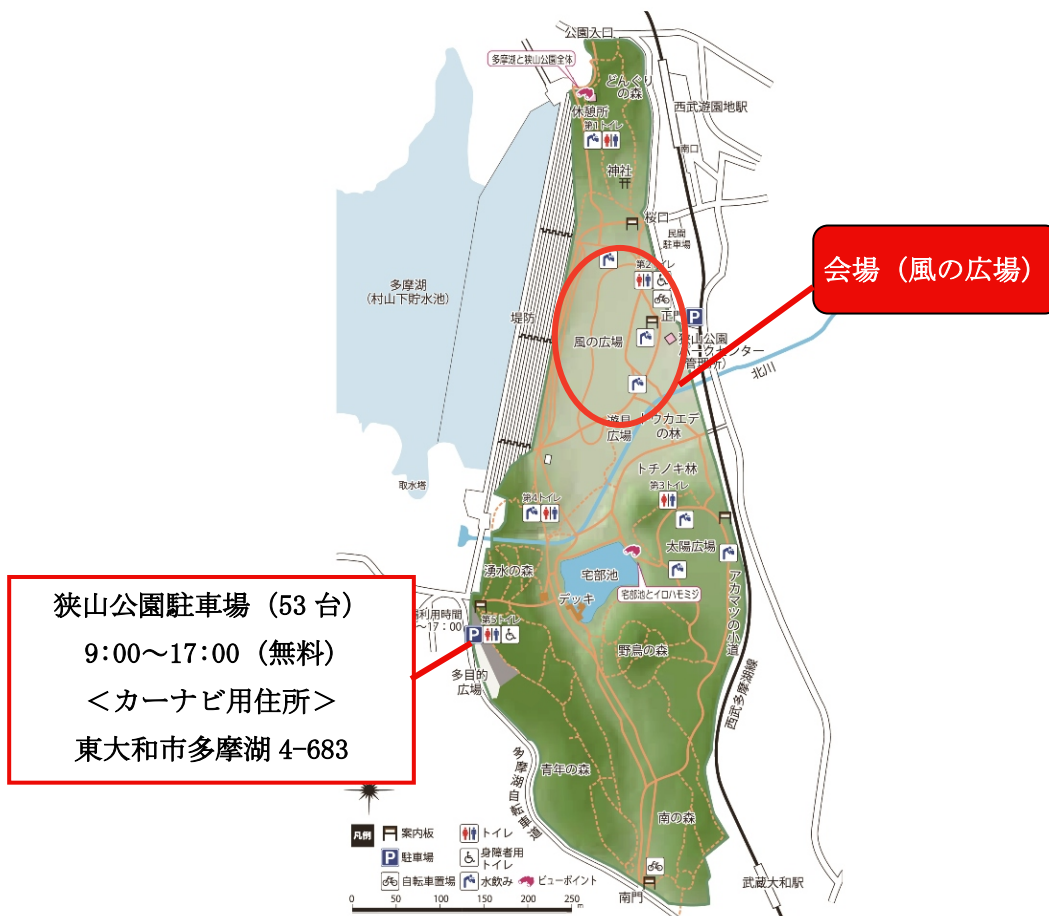 公園入口
多摩湖と狭山公園全体
どんぐり
の森
西武遊園地駅
休憩所
第1トイレ
南口
神社
桜口
民間
駐車場
第2トイレ
会場（風の広場）
多摩湖
（村山下貯水池）
堤防
正門
P
風の広場
狭山公園
パークセンター
（管理所）
北川
遊具
広場
トウカエデ
の林
トチノキ林
取水塔
第3トイレ
第4トイレ
太陽広場
湧水の森
宅部池
デッキ
宅部池とイロハモミジ
アカマツの小道
狭山公園駐車場（53 台）
9:00～17:00（無料）
＜カーナビ用住所＞
東大和市多摩湖 4-683
利用時間
～17：00
第5トイレ
P
多目的
広場
野鳥の森
西武多摩湖線
青年の森
多摩湖自転車道
南の森
凡例
案内板
トイレ
P
駐車場
身障者用
トイレ
自転車置場
水飲み
ビューポイント
南門
武蔵大和駅
0 50 100 150 200 250
m